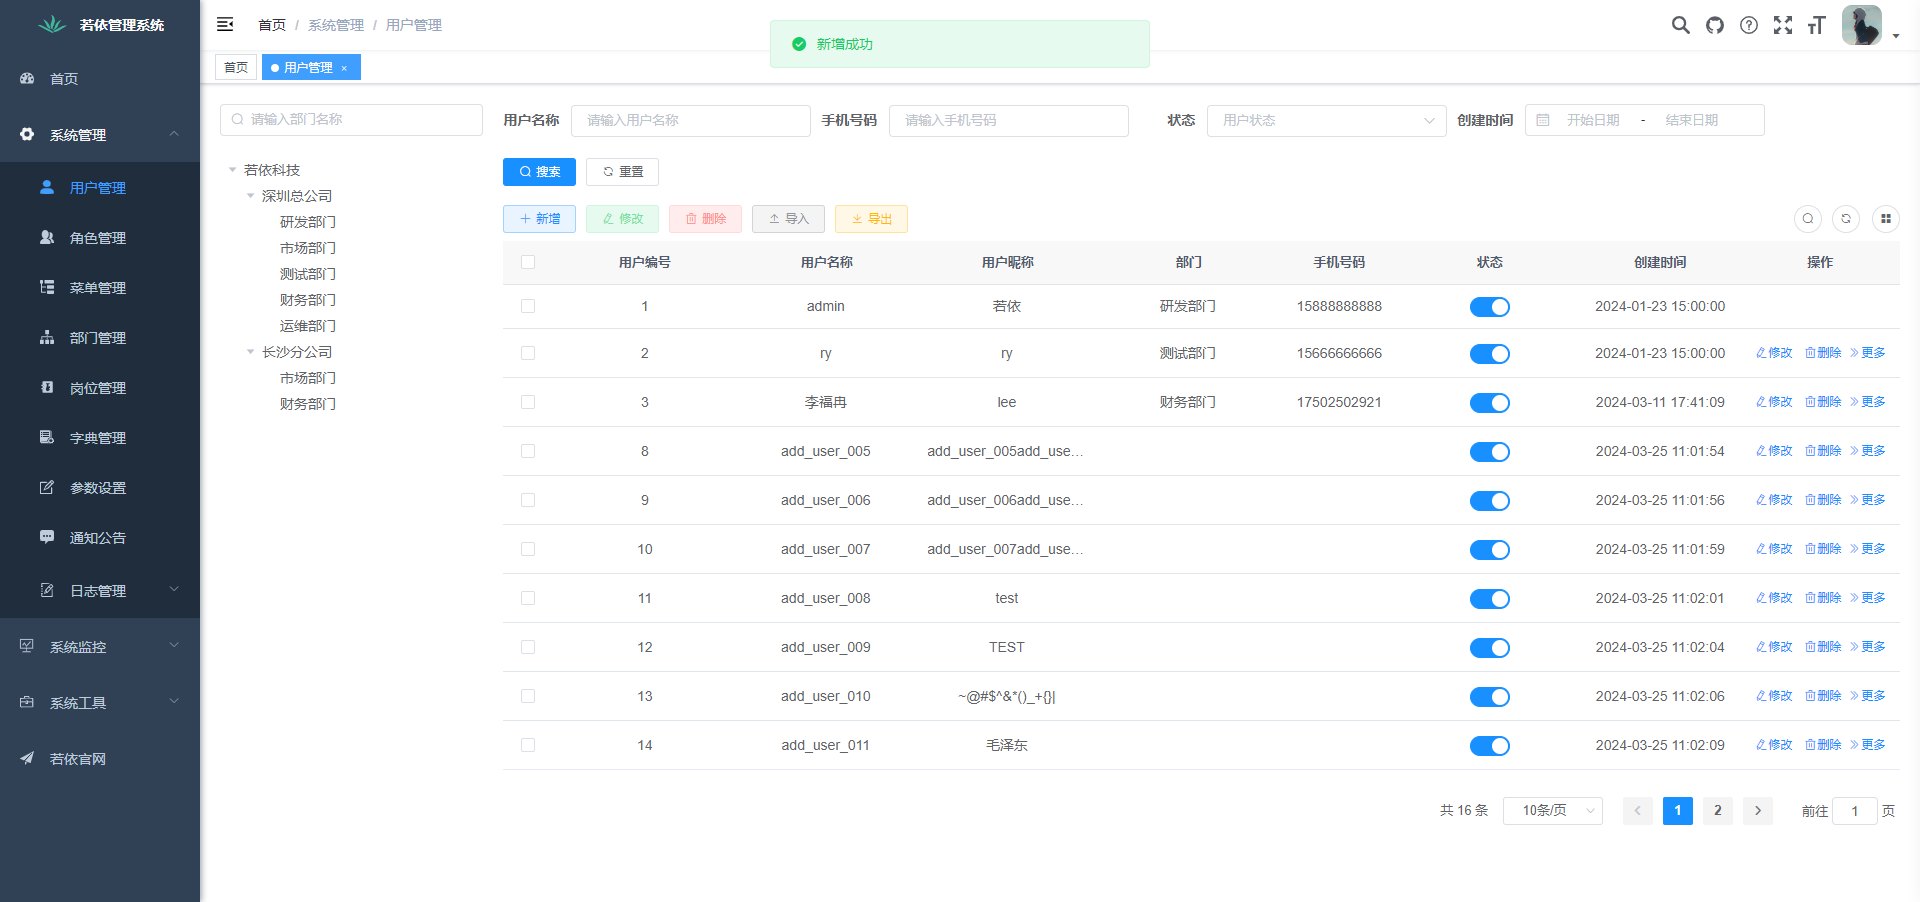 若依管理系统
首页
系统管理
用户管理
角色管理
菜单管理
部门管理
岗位管理
字典管理
参数设置
通知公告
日志管理
系统监控
系统工具
若依官网
首页 / 系统管理 / 用户管理
新增成功
首页
用户管理 ×
请输入部门名称
若依科技
深圳总公司
研发部门
市场部门
测试部门
财务部门
运维部门
长沙分公司
市场部门
财务部门
用户名称 请输入用户名称 手机号码 请输入手机号码 状态 用户状态 创建时间 开始日期 - 结束日期
搜索 重置
新增 修改 删除 导入 导出
用户编号 用户名称 用户昵称 部门 手机号码 状态 创建时间 操作
1 admin 若依 研发部门 15888888888 2024-01-23 15:00:00
2 ry ry 测试部门 15666666666 2024-01-23 15:00:00 修改 删除 更多
3 李福冉 lee 财务部门 17502502921 2024-03-11 17:41:09 修改 删除 更多
8 add_user_005 add_user_005add_use... 2024-03-25 11:01:54 修改 删除 更多
9 add_user_006 add_user_006add_use... 2024-03-25 11:01:56 修改 删除 更多
10 add_user_007 add_user_007add_use... 2024-03-25 11:01:59 修改 删除 更多
11 add_user_008 test 2024-03-25 11:02:01 修改 删除 更多
12 add_user_009 TEST 2024-03-25 11:02:04 修改 删除 更多
13 add_user_010 ~@#$^&*()_+{}| 2024-03-25 11:02:06 修改 删除 更多
14 add_user_011 毛泽东 2024-03-25 11:02:09 修改 删除 更多
共 16 条 10条/页 1 2 前往 1 页